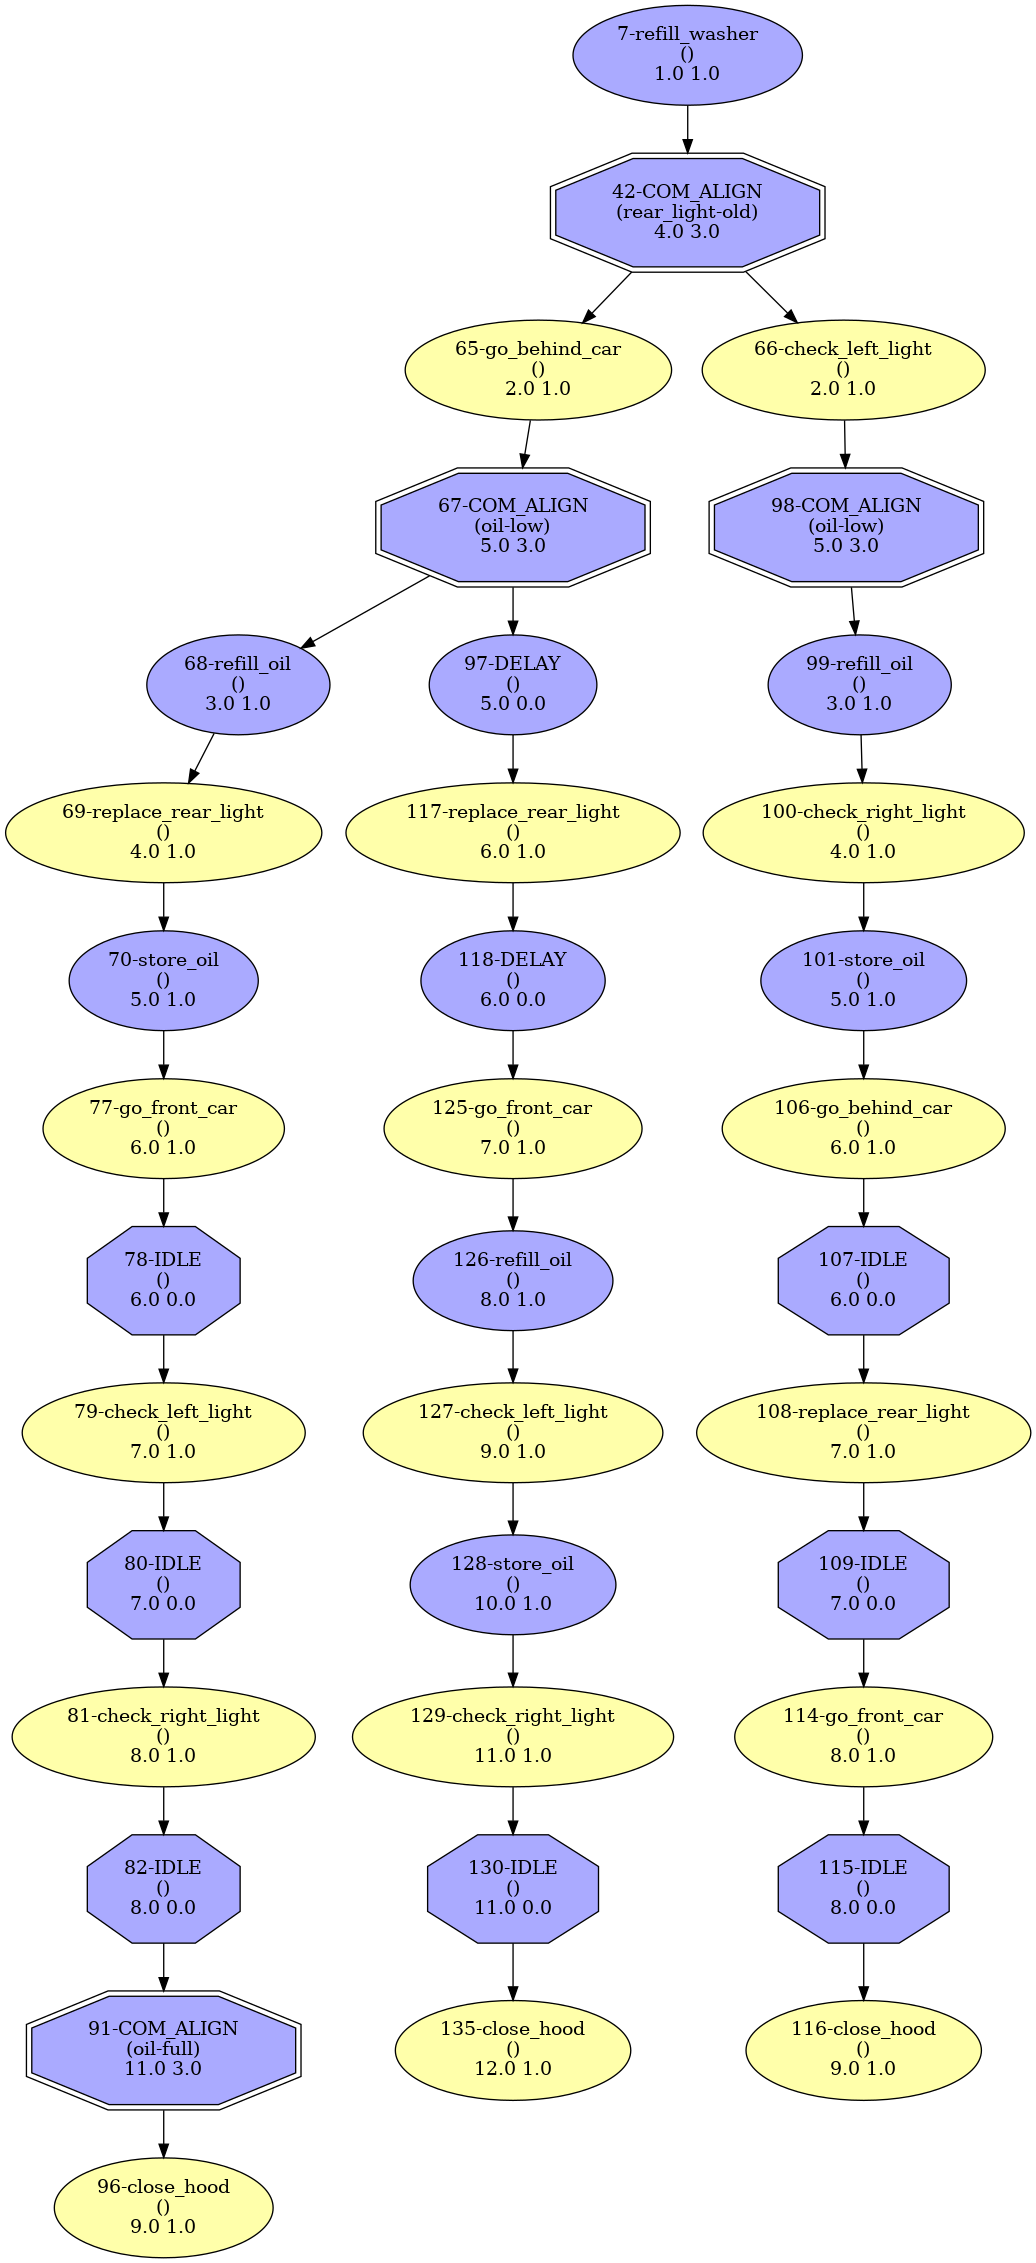 7-refill_washer
()
1.0 1.0
42-COM_ALIGN
(rear_light-old)
4.0 3.0
65-go_behind_car
()
2.0 1.0
66-check_left_light
()
2.0 1.0
67-COM_ALIGN
(oil-low)
5.0 3.0
98-COM_ALIGN
(oil-low)
5.0 3.0
68-refill_oil
()
3.0 1.0
97-DELAY
()
5.0 0.0
99-refill_oil
()
3.0 1.0
69-replace_rear_light
()
4.0 1.0
117-replace_rear_light
()
6.0 1.0
100-check_right_light
()
4.0 1.0
70-store_oil
()
5.0 1.0
118-DELAY
()
6.0 0.0
101-store_oil
()
5.0 1.0
77-go_front_car
()
6.0 1.0
125-go_front_car
()
7.0 1.0
106-go_behind_car
()
6.0 1.0
78-IDLE
()
6.0 0.0
126-refill_oil
()
8.0 1.0
107-IDLE
()
6.0 0.0
79-check_left_light
()
7.0 1.0
127-check_left_light
()
9.0 1.0
108-replace_rear_light
()
7.0 1.0
80-IDLE
()
7.0 0.0
128-store_oil
()
10.0 1.0
109-IDLE
()
7.0 0.0
81-check_right_light
()
8.0 1.0
129-check_right_light
()
11.0 1.0
114-go_front_car
()
8.0 1.0
82-IDLE
()
8.0 0.0
130-IDLE
()
11.0 0.0
115-IDLE
()
8.0 0.0
91-COM_ALIGN
(oil-full)
11.0 3.0
135-close_hood
()
12.0 1.0
116-close_hood
()
9.0 1.0
96-close_hood
()
9.0 1.0